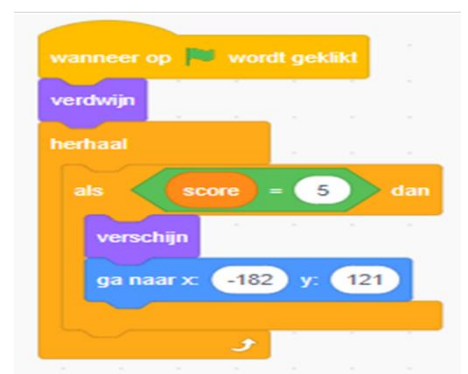 wanneer op wordt geklikt
verdwijn
herhaal
als score = 5 dan
verschijn
ga naar x: -182 y: 121